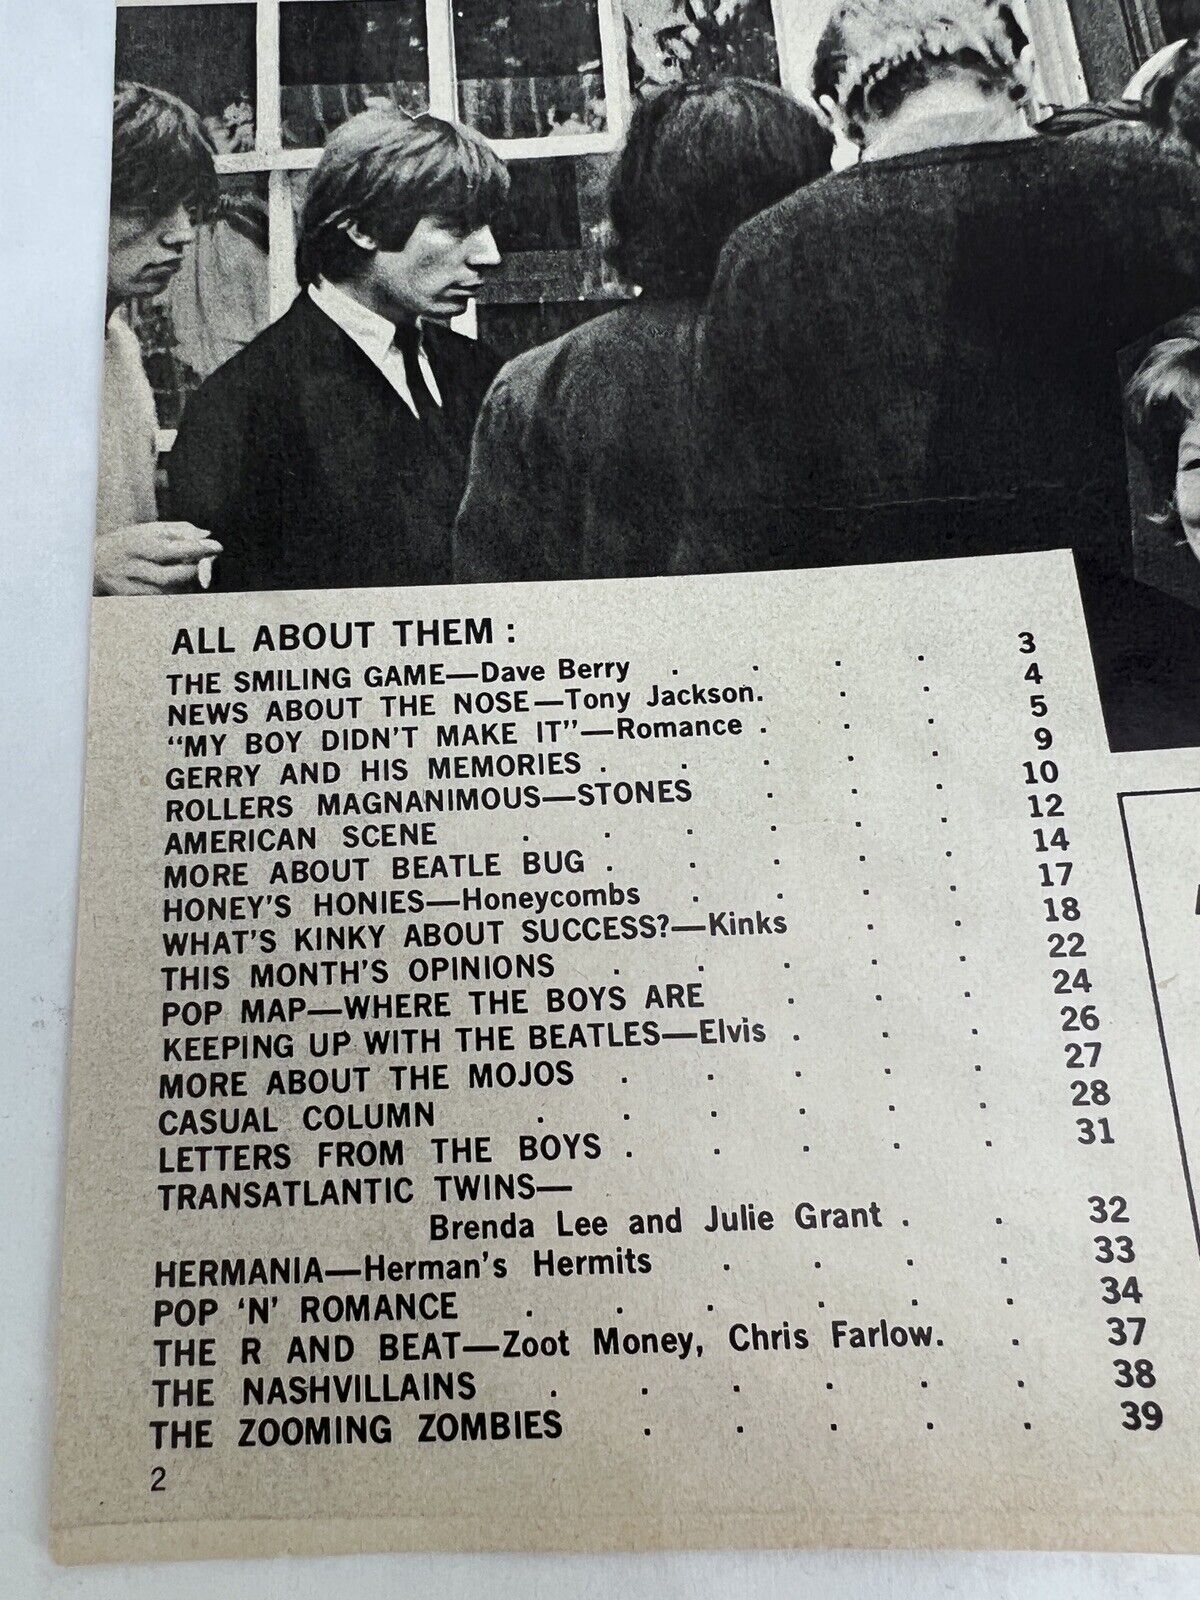 ALL ABOUT THEM :
THE SMILING GAME—Dave Berry . . . . 3
NEWS ABOUT THE NOSE—Tony Jackson. . . 4
"MY BOY DIDN'T MAKE IT"—Romance . . . 5
GERRY AND HIS MEMORIES . . . . . 9
ROLLERS MAGNANIMOUS—STONES . . . 10
AMERICAN SCENE . . . . . . 12
MORE ABOUT BEATLE BUG . . . . . 14
HONEY'S HONIES—Honeycombs . . . . 17
WHAT'S KINKY ABOUT SUCCESS?—Kinks . . 18
THIS MONTH'S OPINIONS . . . . . 22
POP MAP—WHERE THE BOYS ARE . . . 24
KEEPING UP WITH THE BEATLES—Elvis . . . 26
MORE ABOUT THE MOJOS . . . . . 27
CASUAL COLUMN . . . . . . 28
LETTERS FROM THE BOYS . . . . . 31
TRANSATLANTIC TWINS—
Brenda Lee and Julie Grant . . 32
HERMANIA—Herman's Hermits . . . . 33
POP 'N' ROMANCE . . . . . . 34
THE R AND BEAT—Zoot Money, Chris Farlow. . 37
THE NASHVILLAINS . . . . . . 38
THE ZOOMING ZOMBIES . . . . . 39
2